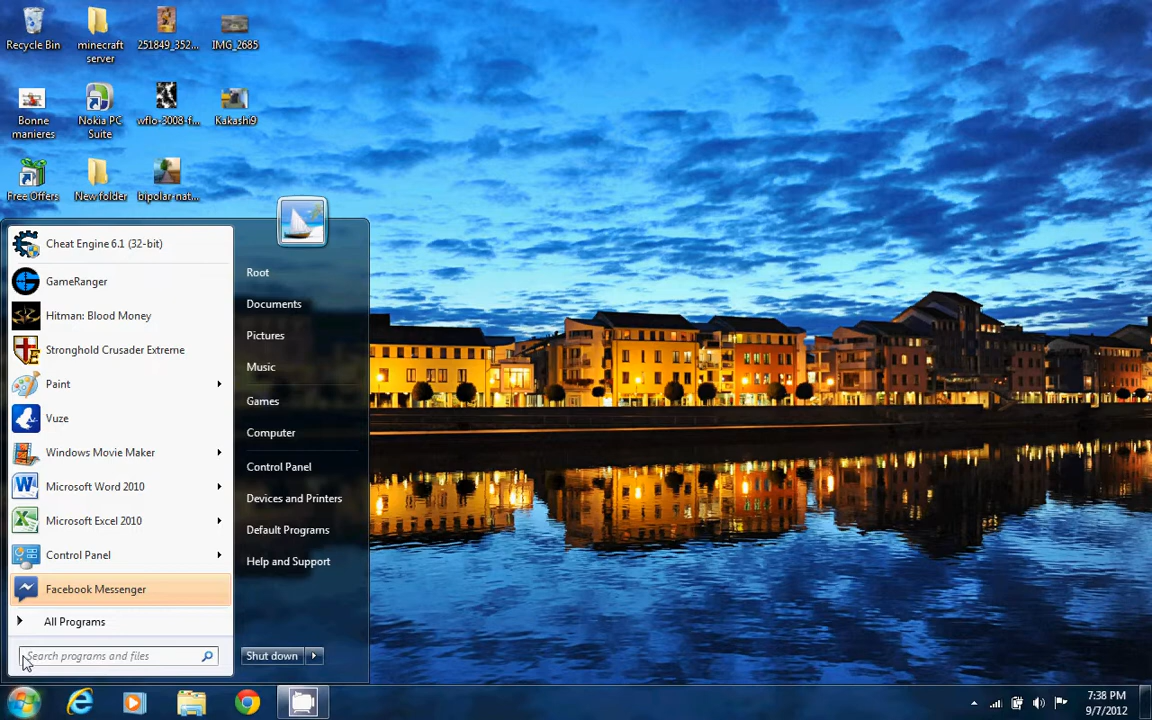 Recycle Bin
minecraft server
251849_352...
IMG_2685
Bonne manieres
Nokia PC Suite
wflo-3008-f...
Kakashi9
Free Offers
New folder
bipolar-nat...
Cheat Engine 6.1 (32-bit)
GameRanger
Hitman: Blood Money
Stronghold Crusader Extreme
Paint
Vuze
Windows Movie Maker
Microsoft Word 2010
Microsoft Excel 2010
Control Panel
Facebook Messenger
All Programs
Search programs and files
Root
Documents
Pictures
Music
Games
Computer
Control Panel
Devices and Printers
Default Programs
Help and Support
Shut down
7:38 PM
9/7/2012